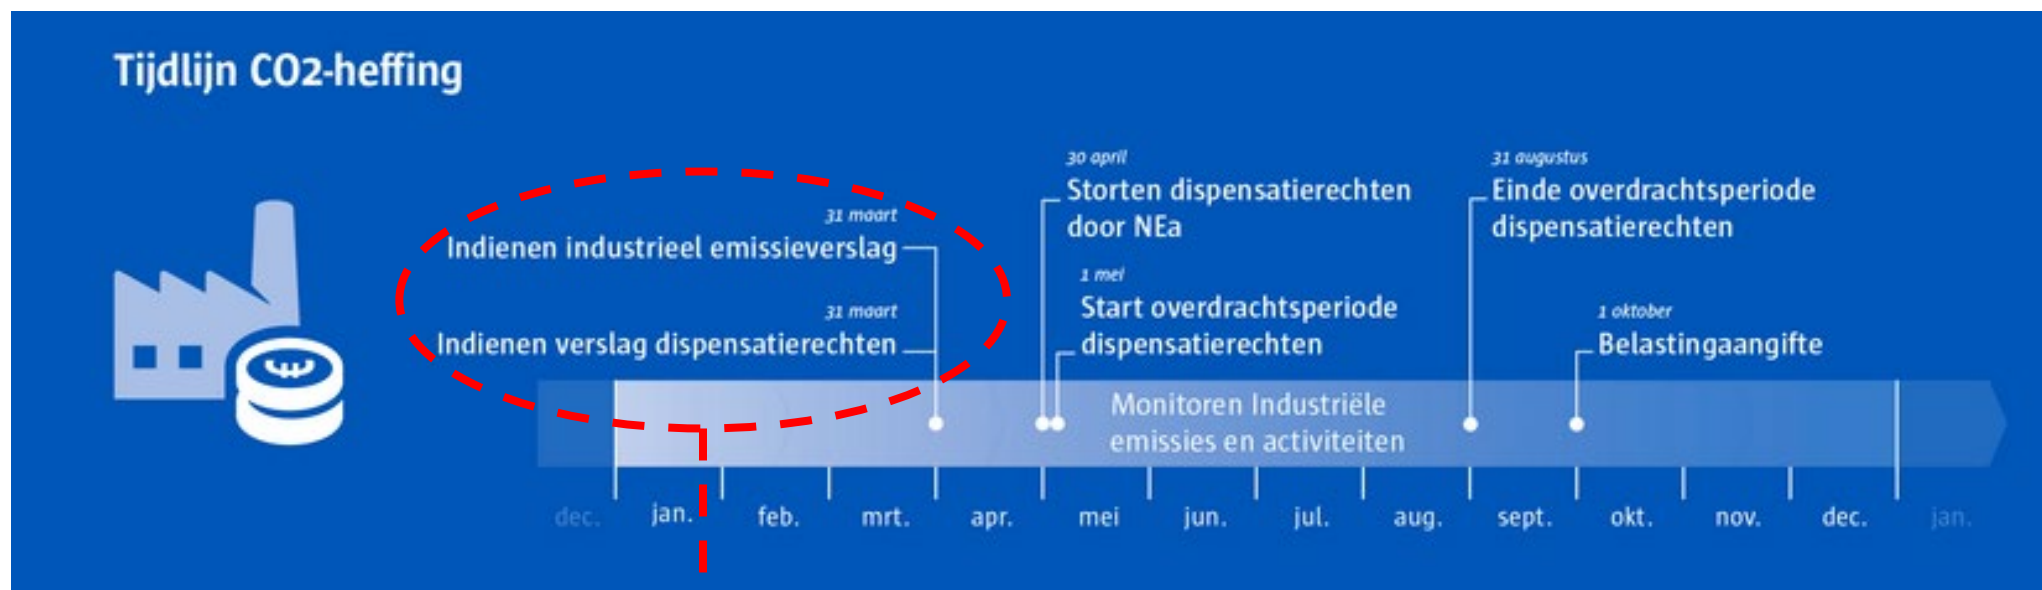 Tijdlijn CO2-heffing
31 maart
Indienen industrieel emissieverslag
31 maart
Indienen verslag dispensatierechten
30 april
Storten dispensatierechten
door NEa
1 mei
Start overdrachtsperiode
dispensatierechten
31 augustus
Einde overdrachtsperiode
dispensatierechten
1 oktober
Belastingaangifte
Monitoren Industriële
emissies en activiteiten
dec. jan. feb. mrt. apr. mei jun. jul. aug. sept. okt. nov. dec. jan.